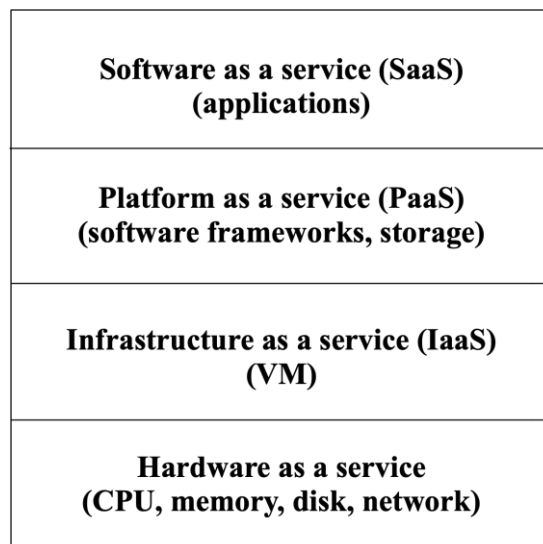 Software as a service (SaaS)
(applications)
Platform as a service (PaaS)
(software frameworks, storage)
Infrastructure as a service (IaaS)
(VM)
Hardware as a service
(CPU, memory, disk, network)